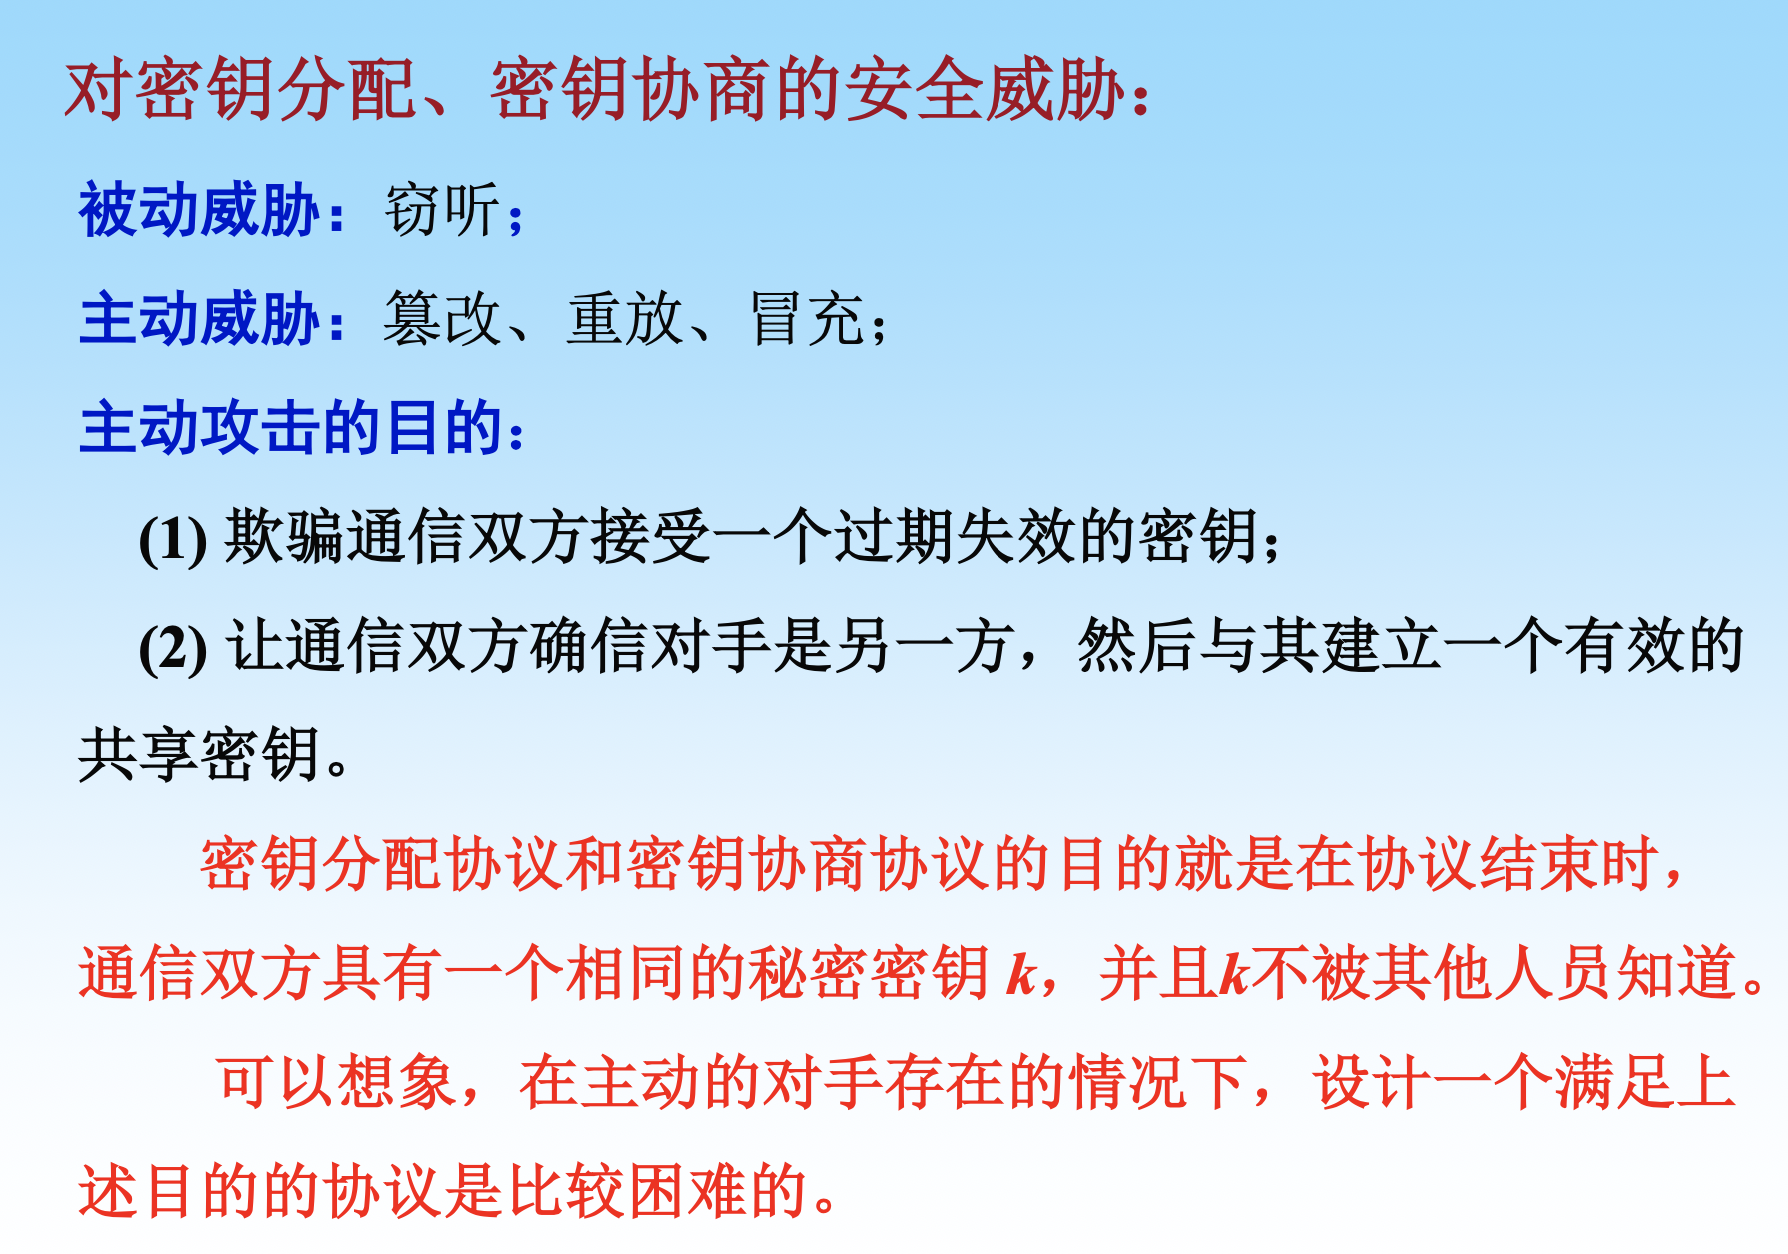 对密钥分配、密钥协商的安全威胁：
被动威胁：窃听；
主动威胁：篡改、重放、冒充；
主动攻击的目的：
(1) 欺骗通信双方接受一个过期失效的密钥；
(2) 让通信双方确信对手是另一方，然后与其建立一个有效的
共享密钥。
密钥分配协议和密钥协商协议的目的就是在协议结束时，
通信双方具有一个相同的秘密密钥 k，并且k不被其他人员知道。
可以想象，在主动的对手存在的情况下，设计一个满足上
述目的的协议是比较困难的。